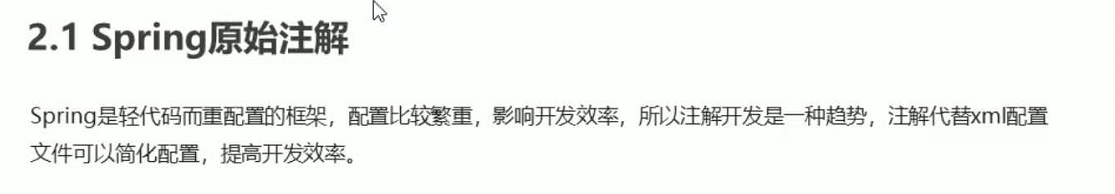 2.1 Spring原始注解
Spring是轻代码而重配置的框架，配置比较繁重，影响开发效率，所以注解开发是一种趋势，注解代替xml配置
文件可以简化配置，提高开发效率。